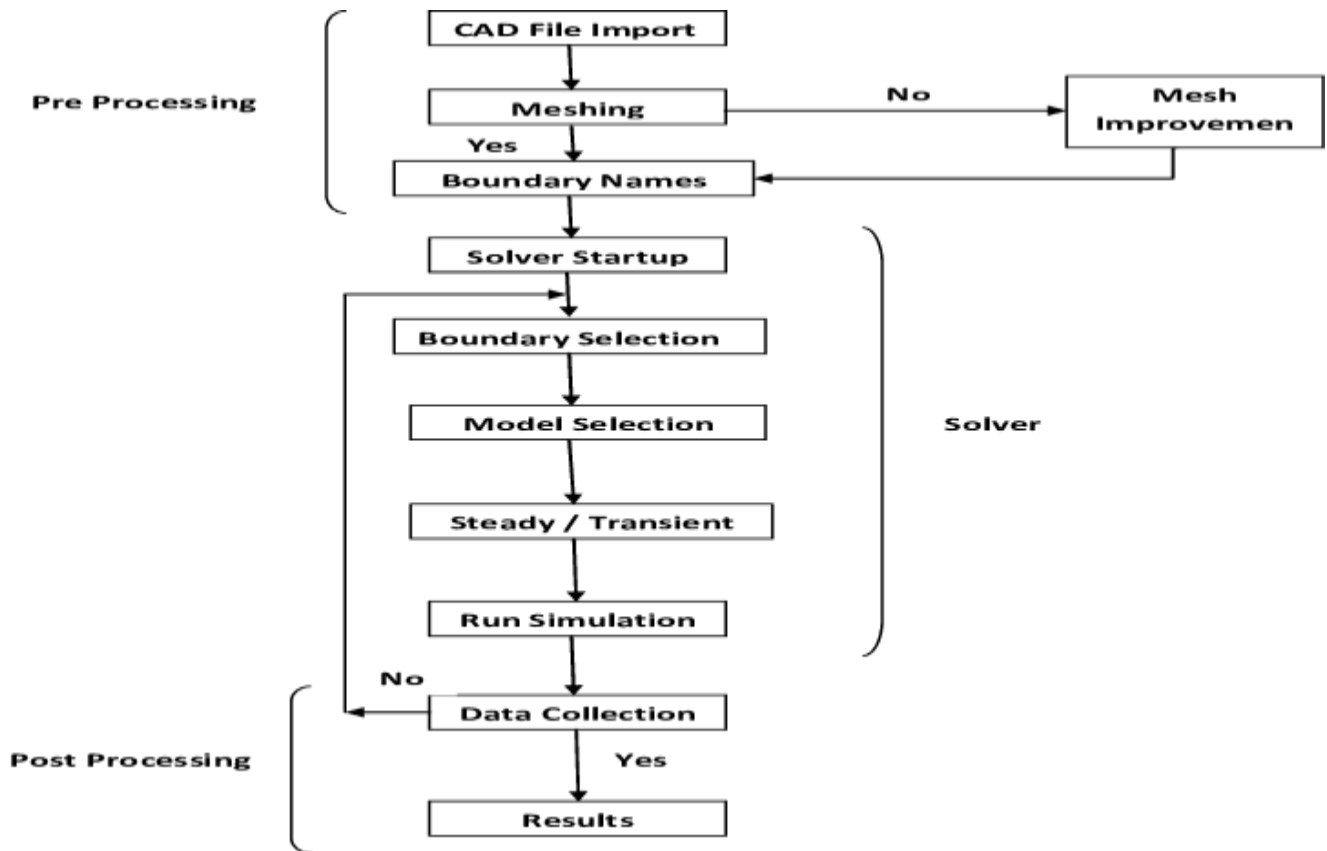 CAD File Import
Pre Processing
Meshing
No
Mesh
Improvemen
Yes
Boundary Names
Solver Startup
Boundary Selection
Model Selection
Solver
Steady / Transient
Run Simulation
No
Data Collection
Post Processing
Yes
Results